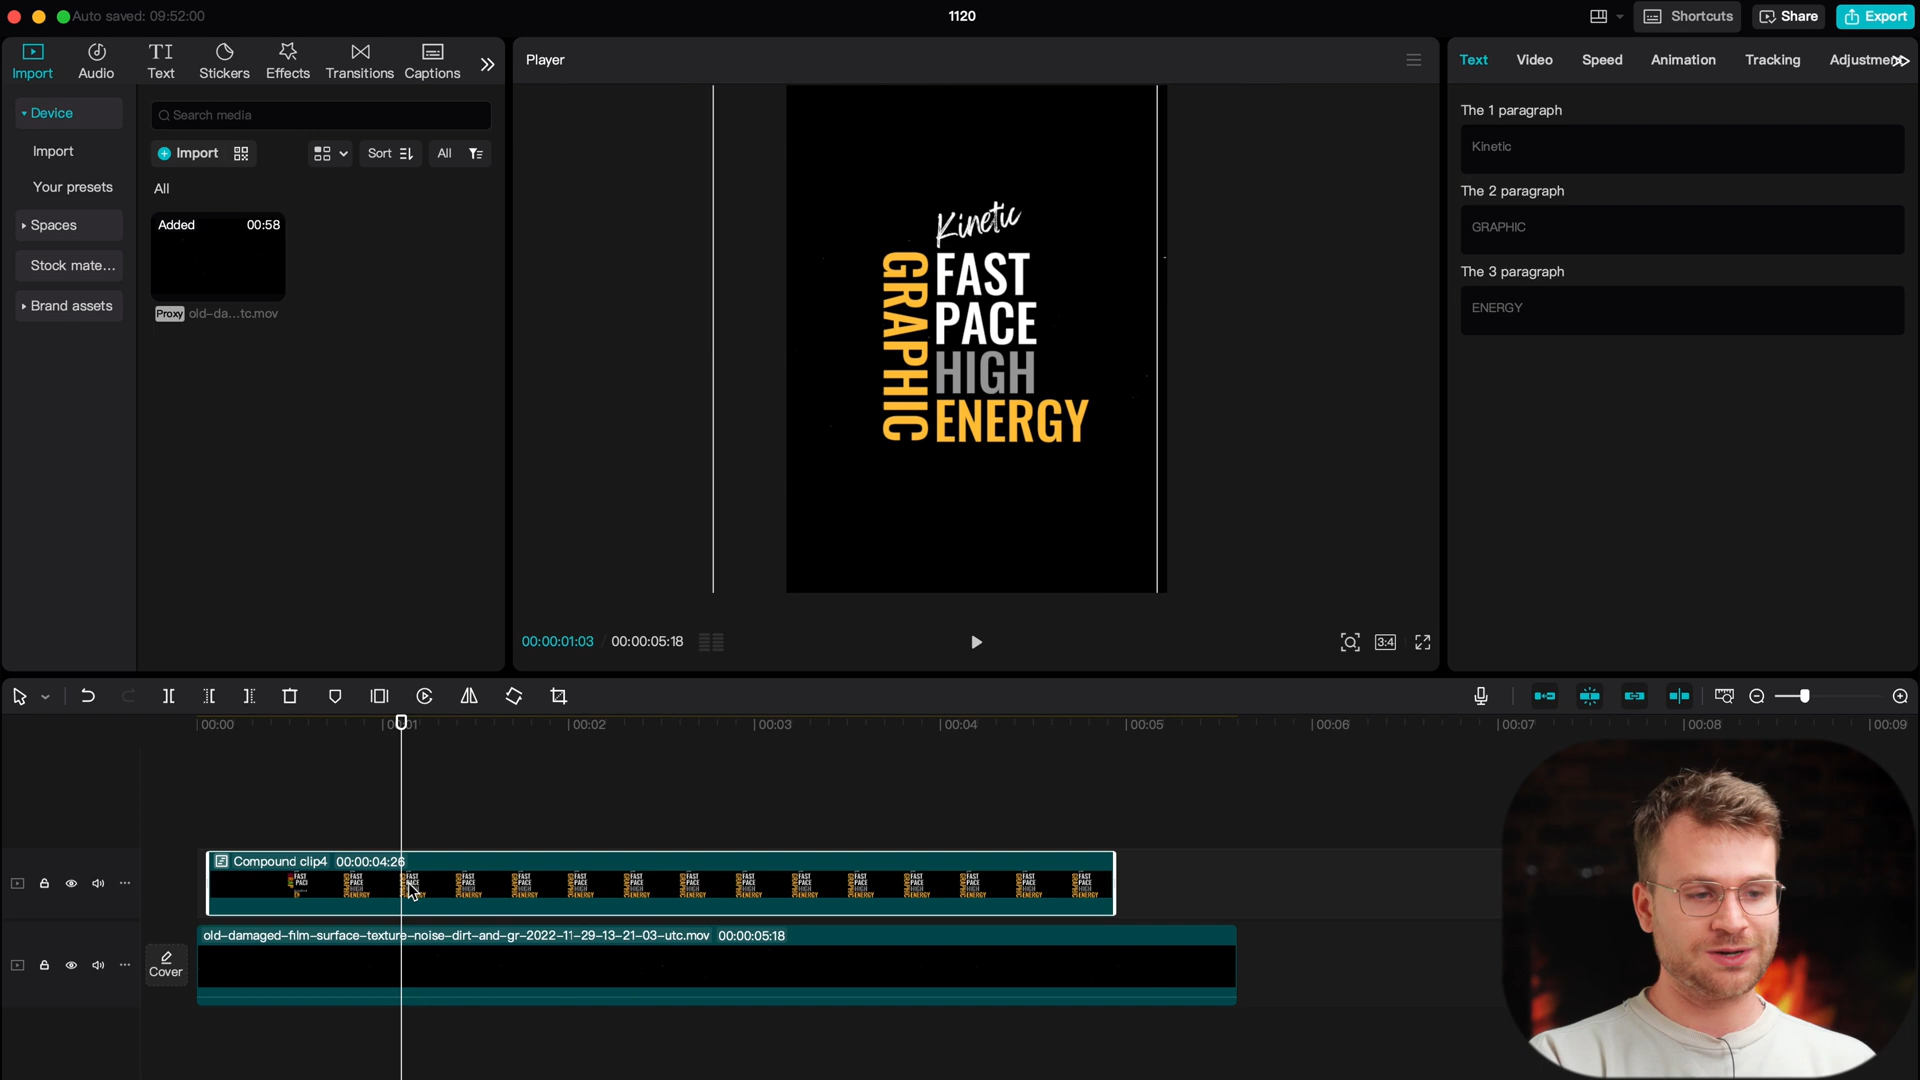 Auto saved: 09:52:00
1120
Shortcuts
Share
Export
Import
Audio
TI
Text
Stickers
Effects
Transitions
Captions
Device
Import
Your presets
Spaces
Stock mate...
Brand assets
Search media
Import
Sort
All
All
Added
00:58
Proxy
old-da...tc.mov
Player
Kinetic
GRAPHIC
FAST
PACE
HIGH
ENERGY
00:00:01:03
00:00:05:18
3:4
Text
Video
Speed
Animation
Tracking
The 1 paragraph
Kinetic
The 2 paragraph
GRAPHIC
The 3 paragraph
ENERGY
00:00
00:02
00:03
00:04
00:05
00:06
00:07
00:08
00:09
Compound clip4 00:00:04:26
Cover
old-damaged-film-surface-texture-noise-dirt-and-gr-2022-11-29-13-21-03-utc.mov 00:00:05:18